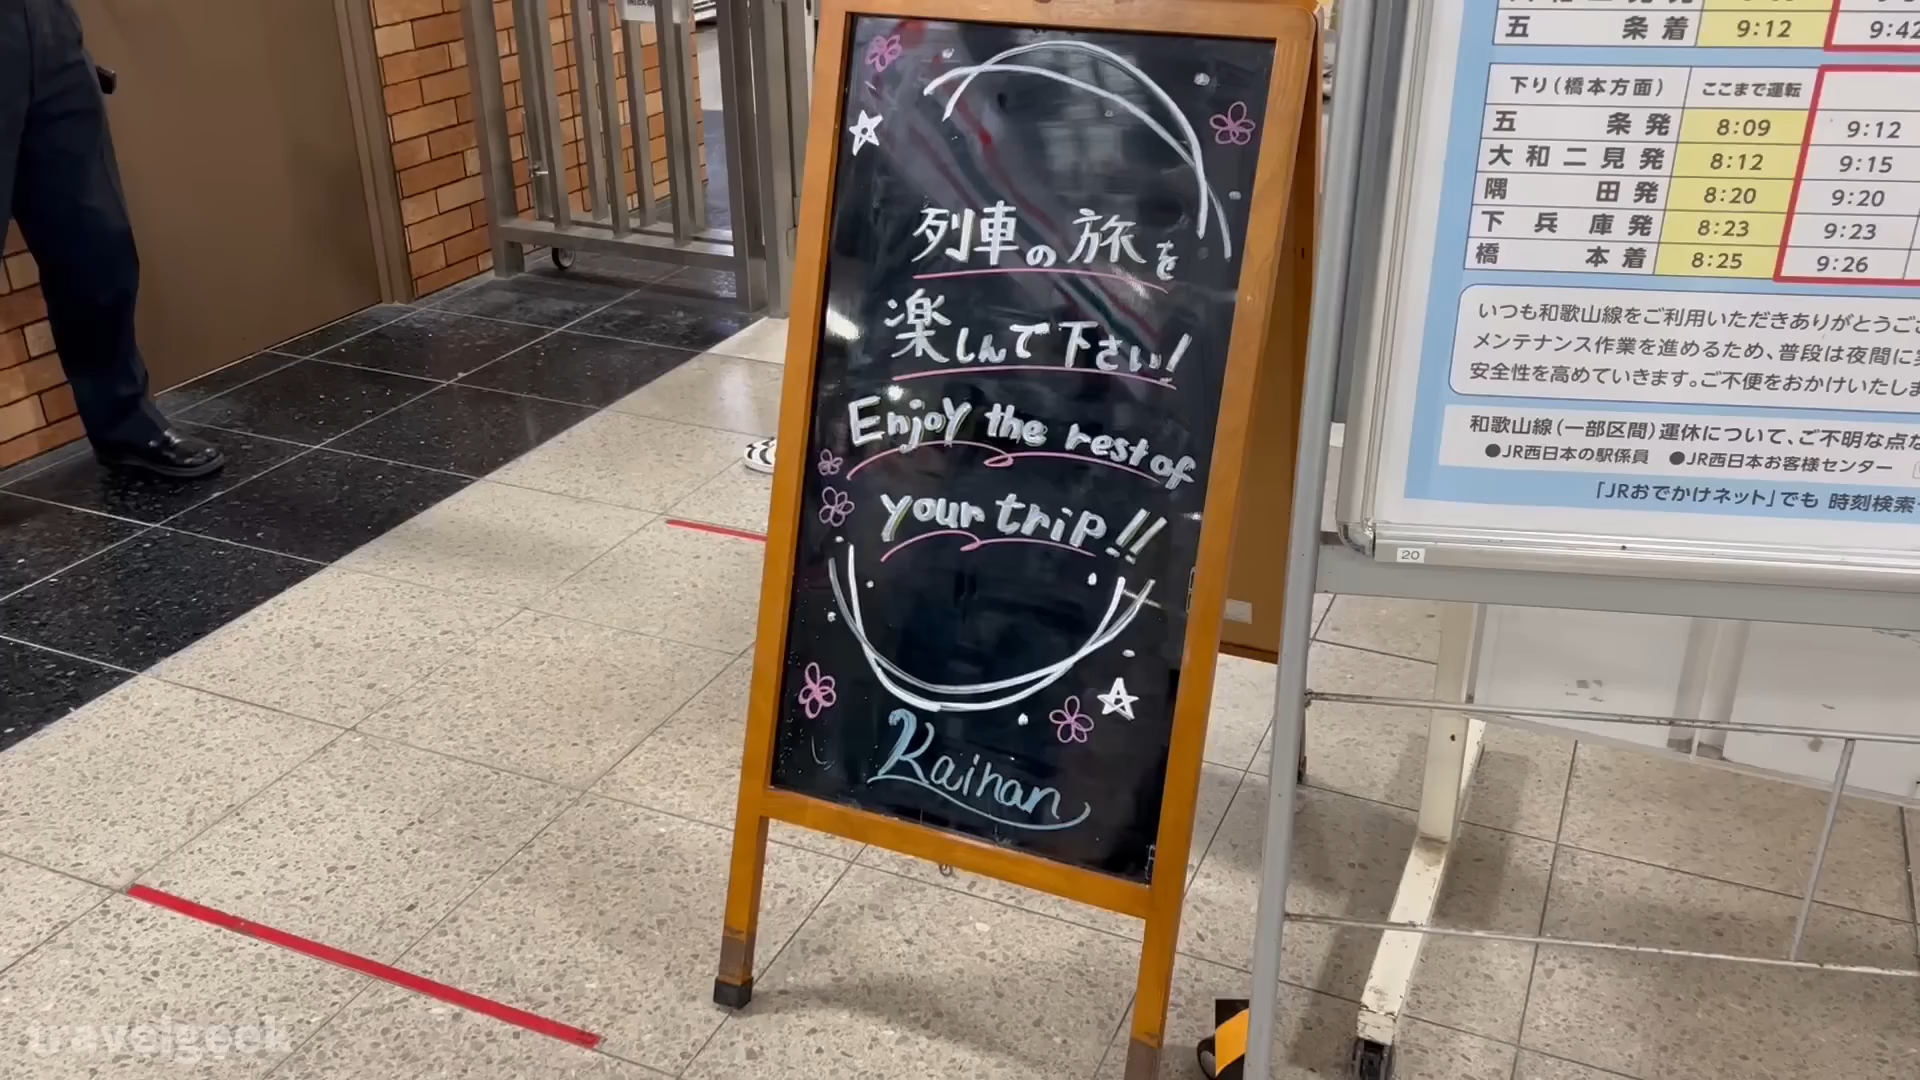 列車の旅を
楽しんで下さい!
Enjoy the rest of
your trip!!
Kainan
五条着 9:12 9:42
下り(橋本方面) ここまで運転
五条発 8:09 9:12
大和二見発 8:12 9:15
隅田発 8:20 9:20
下兵庫発 8:23 9:23
橋本着 8:25 9:26
いつも和歌山線をご利用いただきありがとうござ
メンテナンス作業を進めるため、普段は夜間に
安全性を高めていきます。ご不便をおかけいたしま
和歌山線(一部区間)運休について、ご不明な点
●JR西日本の駅係員 ●JR西日本お客様センター
「JRおでかけネット」でも 時刻検索
20
travelgeek